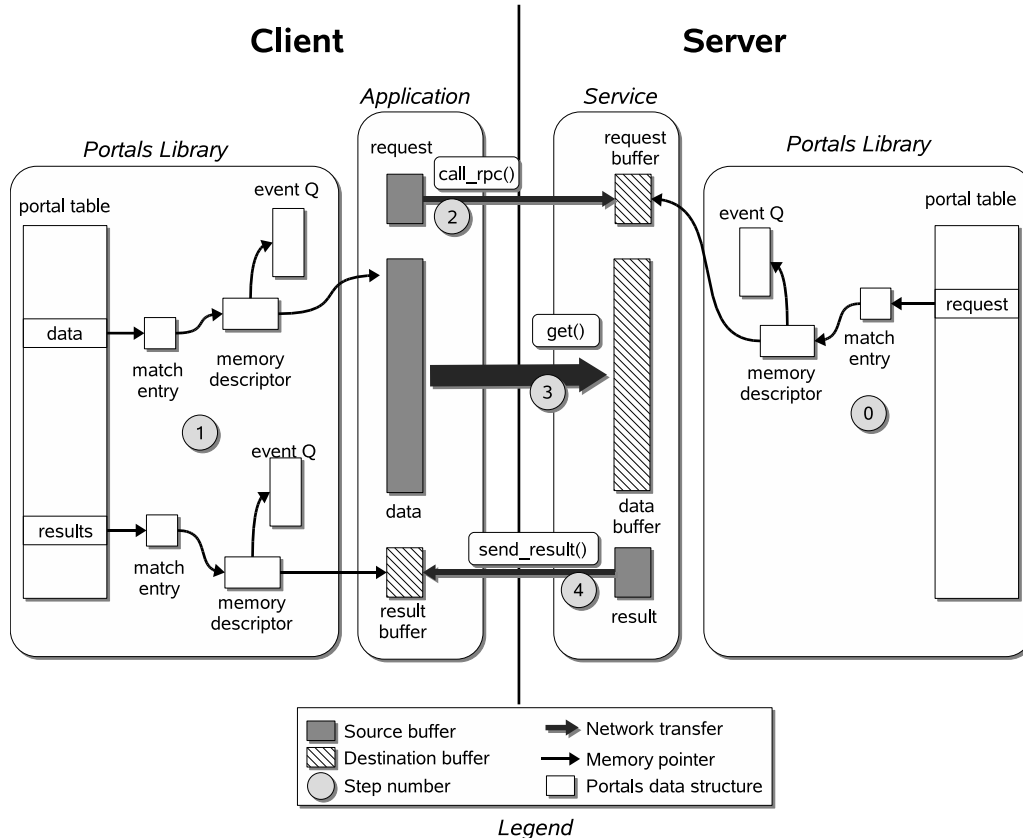 Client
Server
Application
Service
Portals Library
Portals Library
request
request
buffer
call_rpc()
event Q
portal table
2
event Q
portal table
data
match
entry
memory
descriptor
get()
3
request
match
entry
memory
descriptor
1
0
event Q
data
data
buffer
results
match
entry
memory
descriptor
send_result()
4
result
buffer
result
Source buffer
Network transfer
Destination buffer
Memory pointer
Step number
Portals data structure
Legend